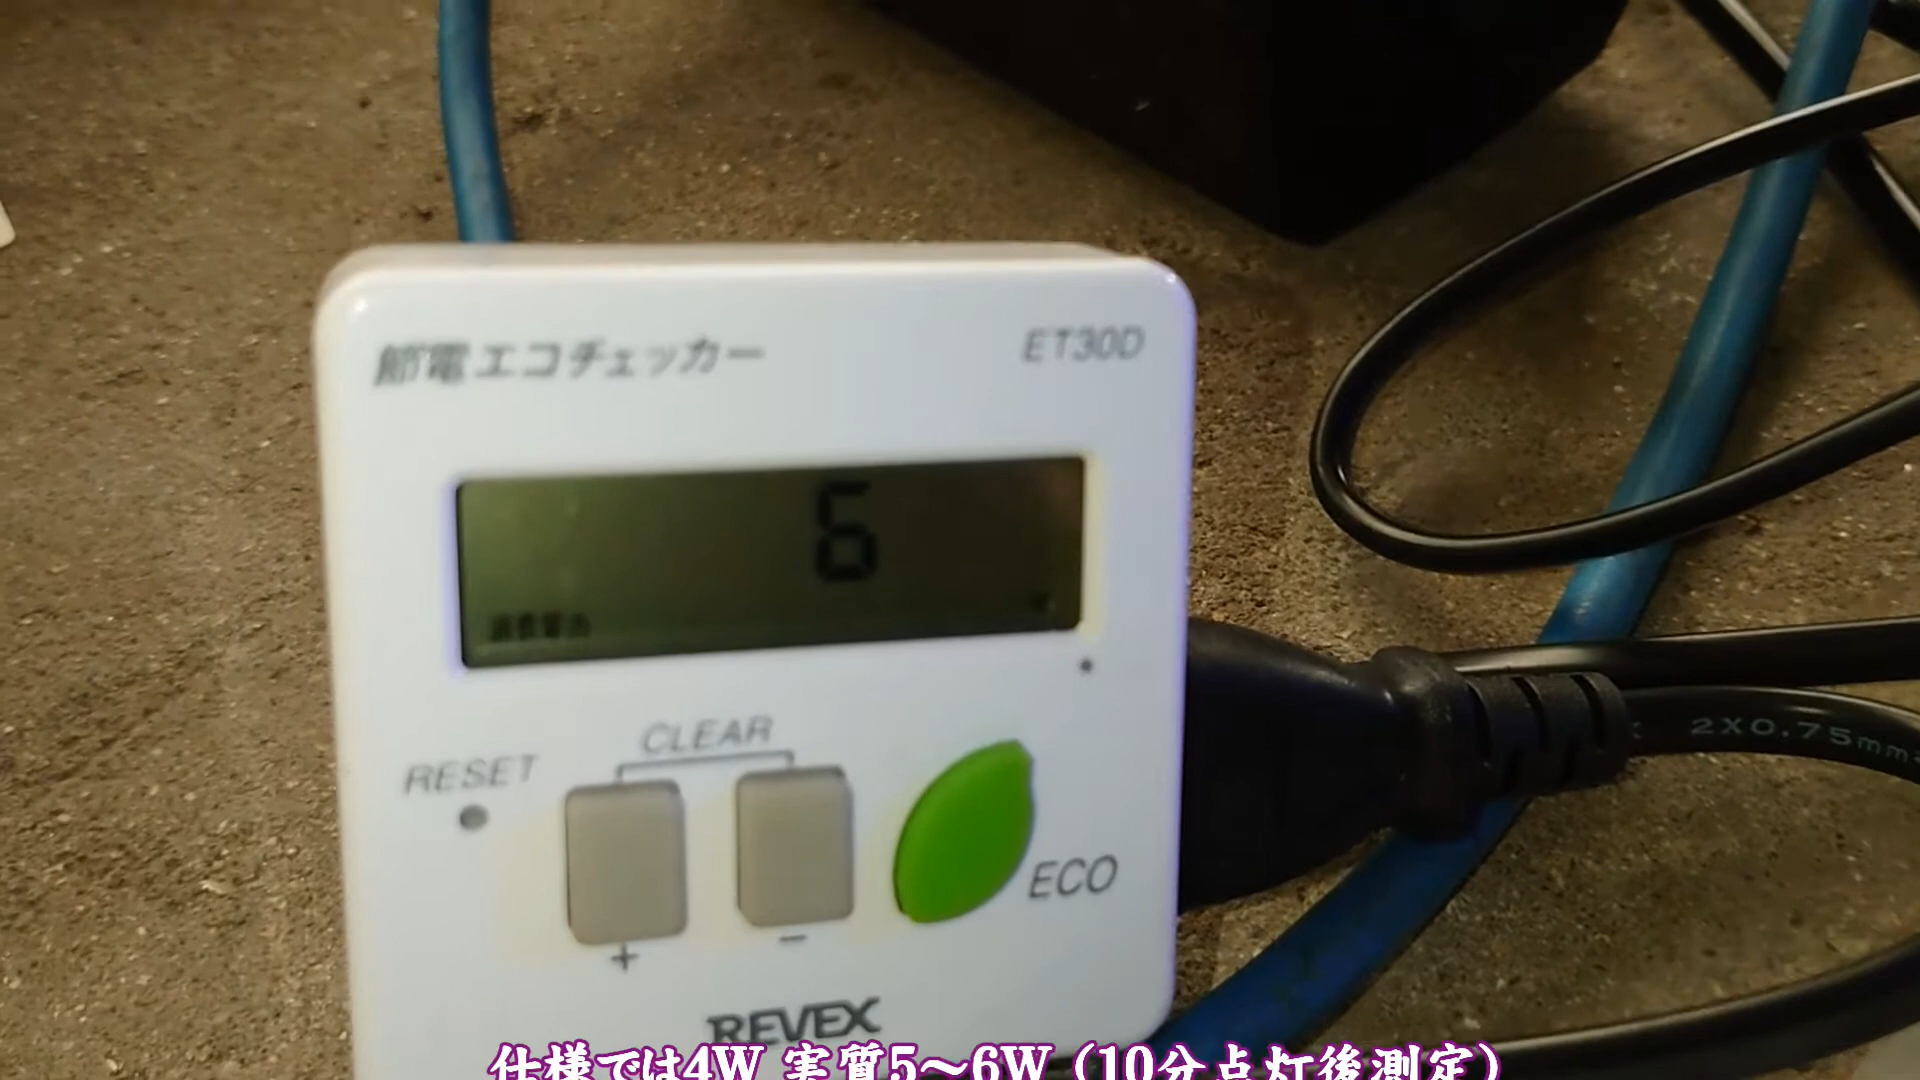 節電エコチェッカー ET30D
6
消費電力 W
CLEAR
RESET
ECO
+ −
REVEX
2X0.75mm²
仕様では4W 実質5～6W（10分点灯後測定）